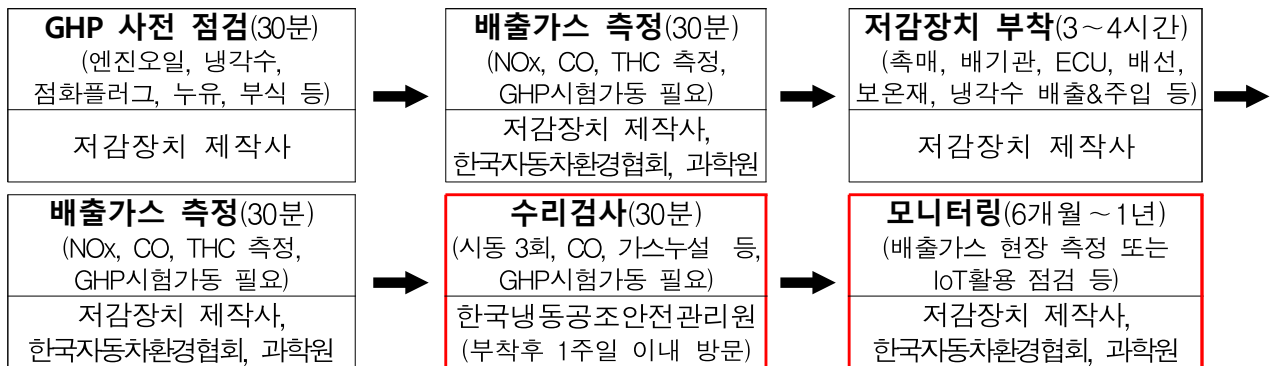 GHP 사전 점검(30분)
(엔진오일, 냉각수,
점화플러그, 누유, 부식 등)
저감장치 제작사
배출가스 측정(30분)
(NOx, CO, THC 측정,
GHP시험가동 필요)
저감장치 제작사,
한국자동차환경협회, 과학원
저감장치 부착(3～4시간)
(촉매, 배기관, ECU, 배선,
보온재, 냉각수 배출&주입 등)
저감장치 제작사
배출가스 측정(30분)
(NOx, CO, THC 측정,
GHP시험가동 필요)
저감장치 제작사,
한국자동차환경협회, 과학원
수리검사(30분)
(시동 3회, CO, 가스누설 등,
GHP시험가동 필요)
한국냉동공조안전관리원
(부착후 1주일 이내 방문)
모니터링(6개월～1년)
(배출가스 현장 측정 또는
IoT활용 점검 등)
저감장치 제작사,
한국자동차환경협회, 과학원